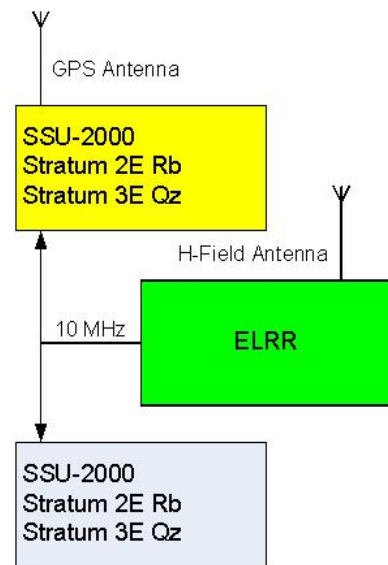 GPS Antenna
SSU-2000
Stratum 2E Rb
Stratum 3E Qz
H-Field Antenna
10 MHz
ELRR
SSU-2000
Stratum 2E Rb
Stratum 3E Qz